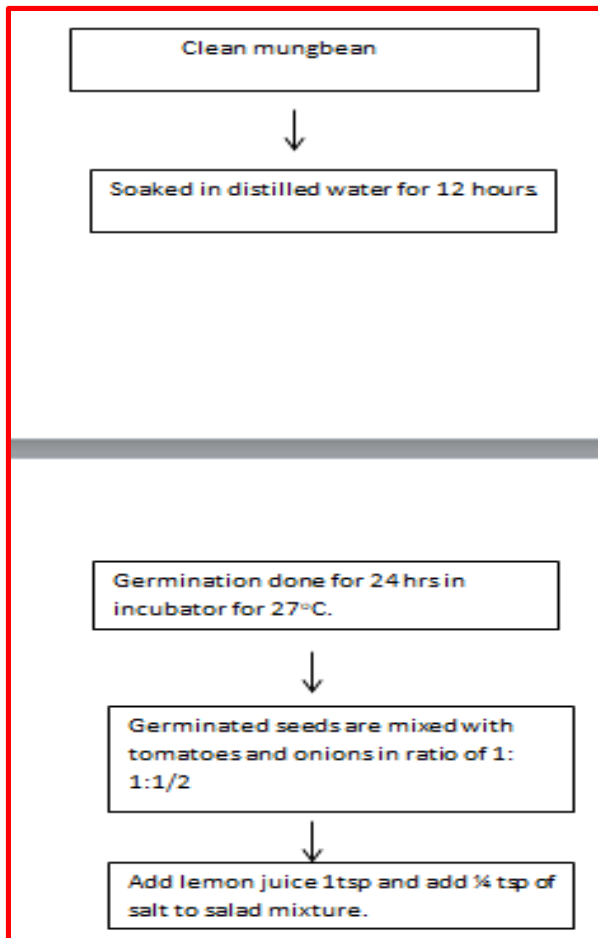 Clean mungbean
Soaked in distilled water for 12 hours.
Germination done for 24 hrs in
incubator for 27°C.
Germinated seeds are mixed with
tomatoes and onions in ratio of 1:
1:1/2
Add lemon juice 1tsp and add ¼ tsp of
salt to salad mixture.